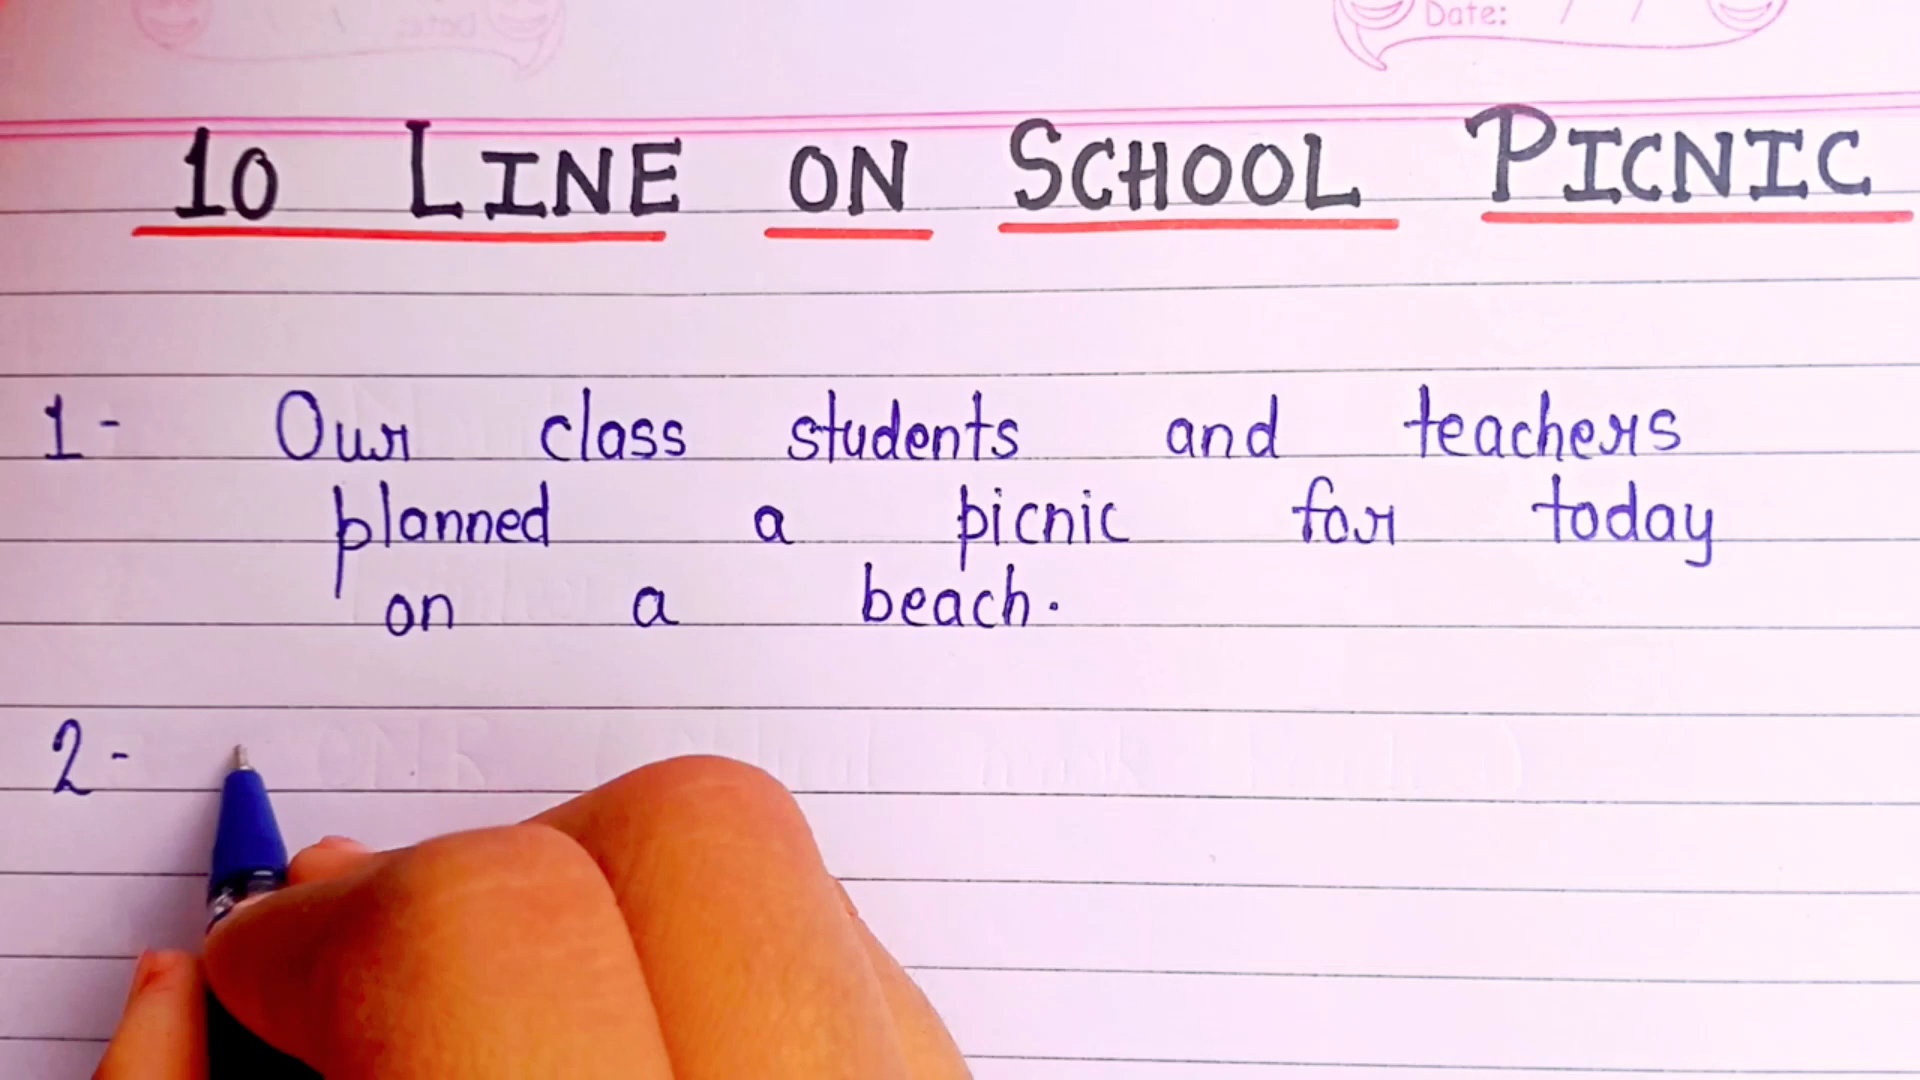 Date: / /
10 LINE ON SCHOOL PICNIC
1- Our class students and teachers
planned a picnic for today
on a beach.
2-